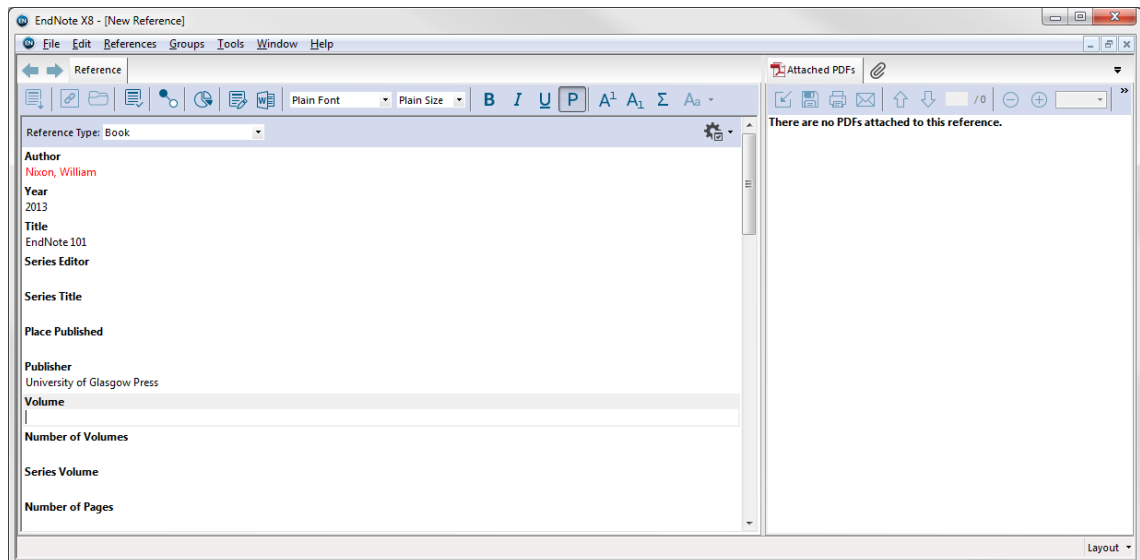 EndNote X8 - [New Reference]
File Edit References Groups Tools Window Help
Reference
Attached PDFs
Plain Font Plain Size B I U P A¹ A₁ Σ Aa
/0 »
Reference Type: Book
There are no PDFs attached to this reference.
Author
Nixon, William
Year
2013
Title
EndNote 101
Series Editor
Series Title
Place Published
Publisher
University of Glasgow Press
Volume
Number of Volumes
Series Volume
Number of Pages
Layout